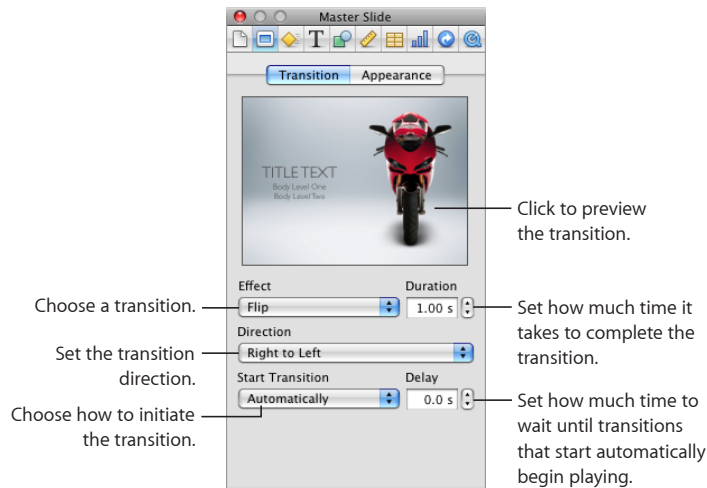 Master Slide
T
Transition Appearance
TITLE TEXT
Body Level One
Body Level Two
Click to preview
the transition.
Effect Duration
Choose a transition.
Flip 1.00 s
Set how much time it
takes to complete the
transition.
Direction
Set the transition
direction.
Right to Left
Start Transition Delay
Choose how to initiate
the transition.
Automatically 0.0 s
Set how much time to
wait until transitions
that start automatically
begin playing.